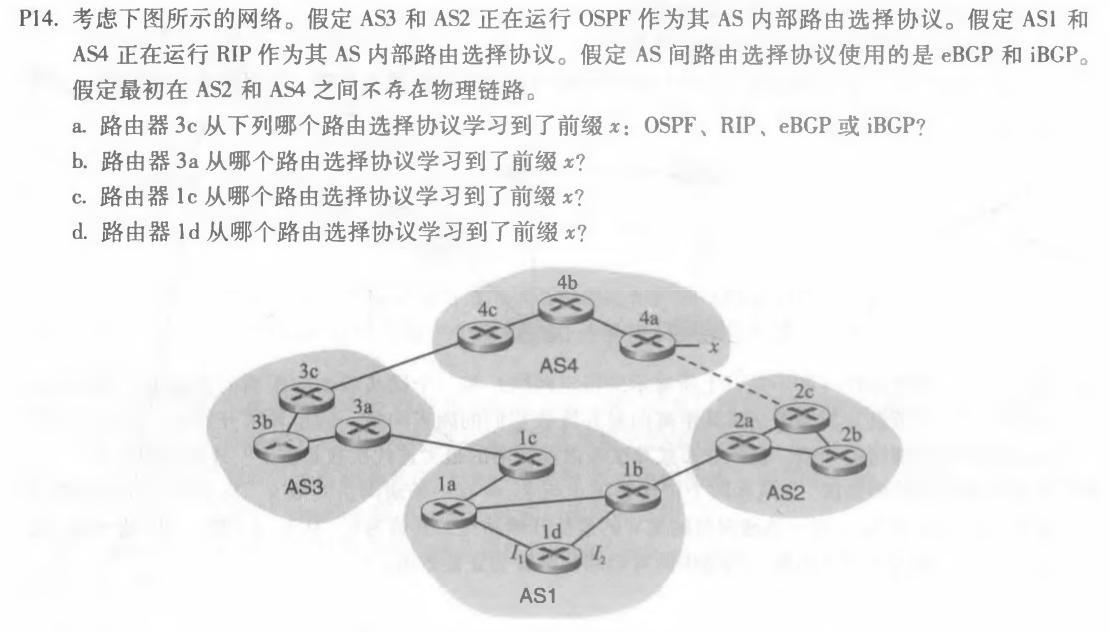 P14. 考虑下图所示的网络。假定 AS3 和 AS2 正在运行 OSPF 作为其 AS 内部路由选择协议。假定 AS1 和
AS4 正在运行 RIP 作为其 AS 内部路由选择协议。假定 AS 间路由选择协议使用的是 eBGP 和 iBGP。
假定最初在 AS2 和 AS4 之间不存在物理链路。
a. 路由器 3c 从下列哪个路由选择协议学习到了前缀 x：OSPF、RIP、eBGP 或 iBGP？
b. 路由器 3a 从哪个路由选择协议学习到了前缀 x？
c. 路由器 1c 从哪个路由选择协议学习到了前缀 x？
d. 路由器 1d 从哪个路由选择协议学习到了前缀 x？
4b
4c
4a
x
AS4
3c
3b
3a
AS3
2c
2a
2b
AS2
1c
1a
1b
1d
I1
I2
AS1